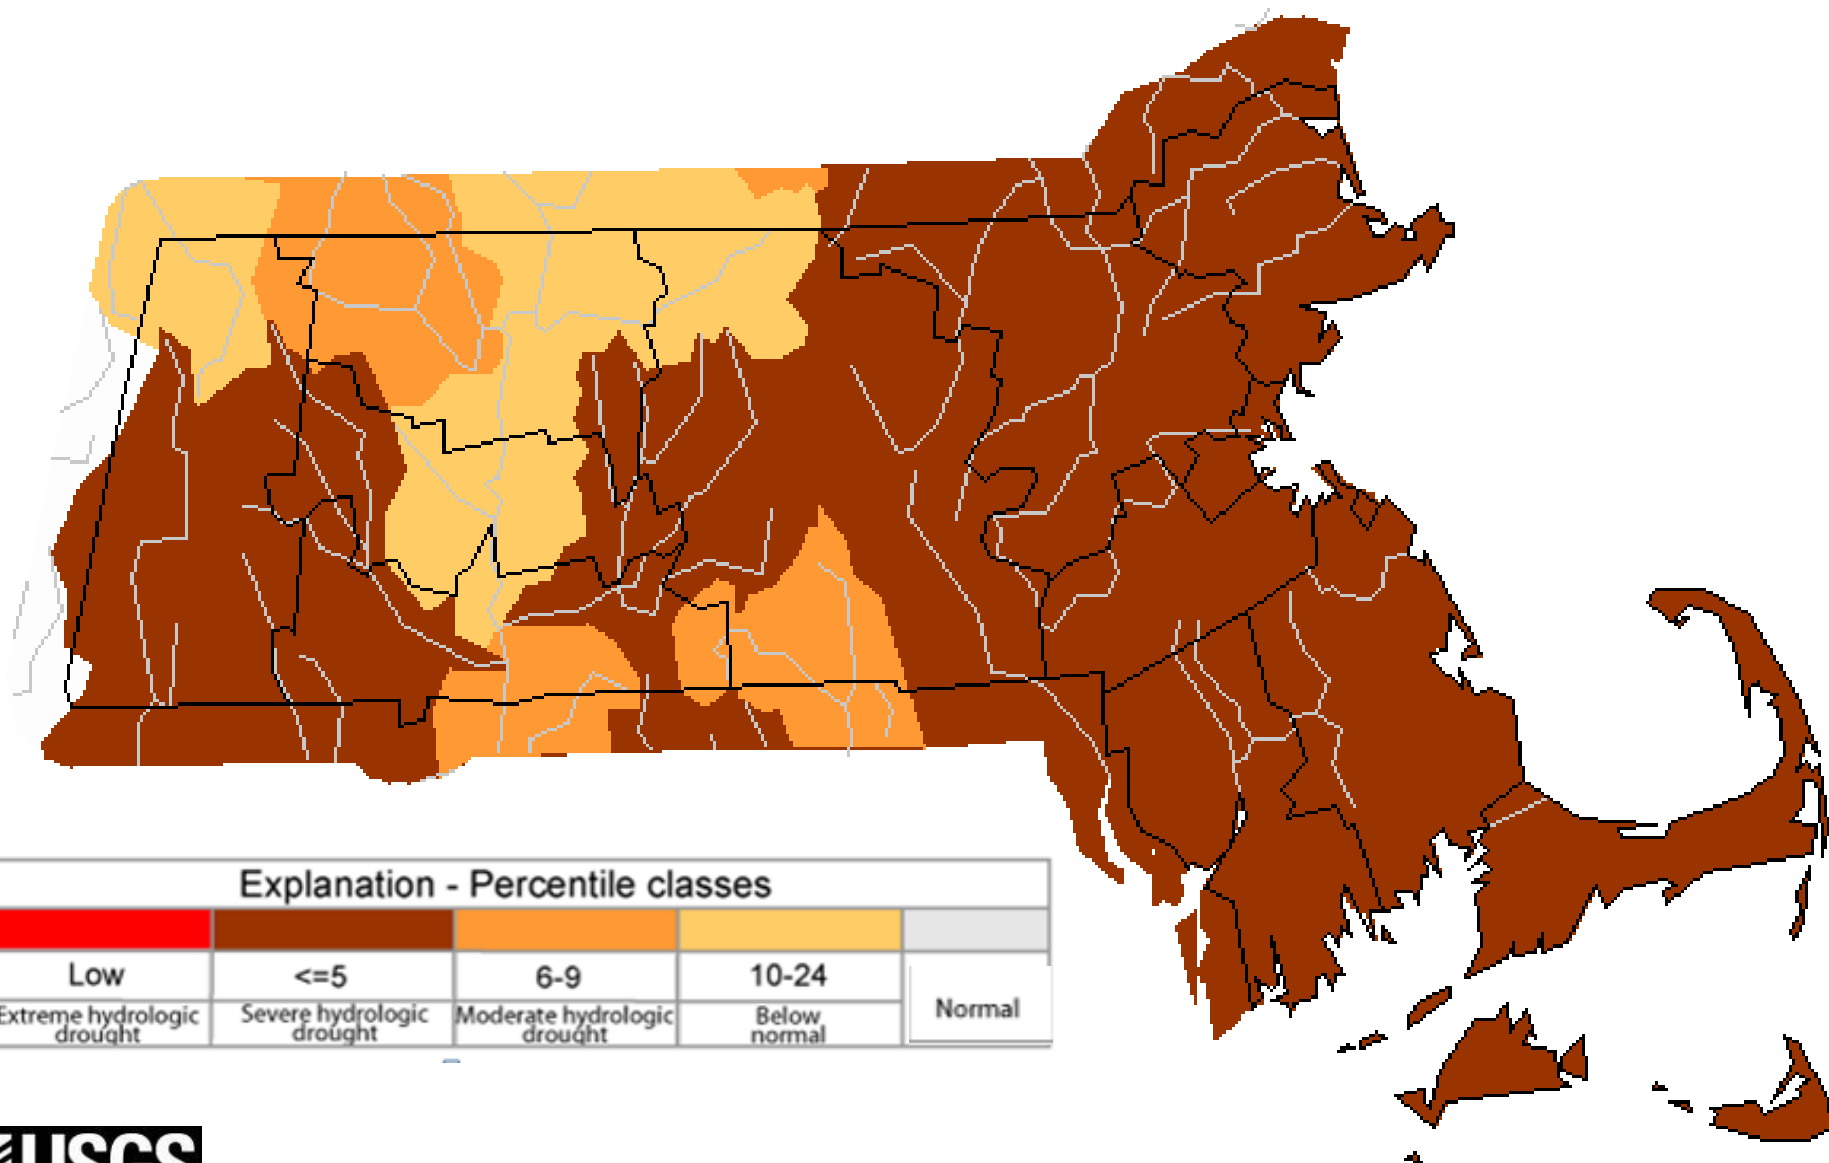 Explanation - Percentile classes
Low <=5 6-9 10-24
Extreme hydrologic drought
Severe hydrologic drought
Moderate hydrologic drought
Below normal
Normal
USGS